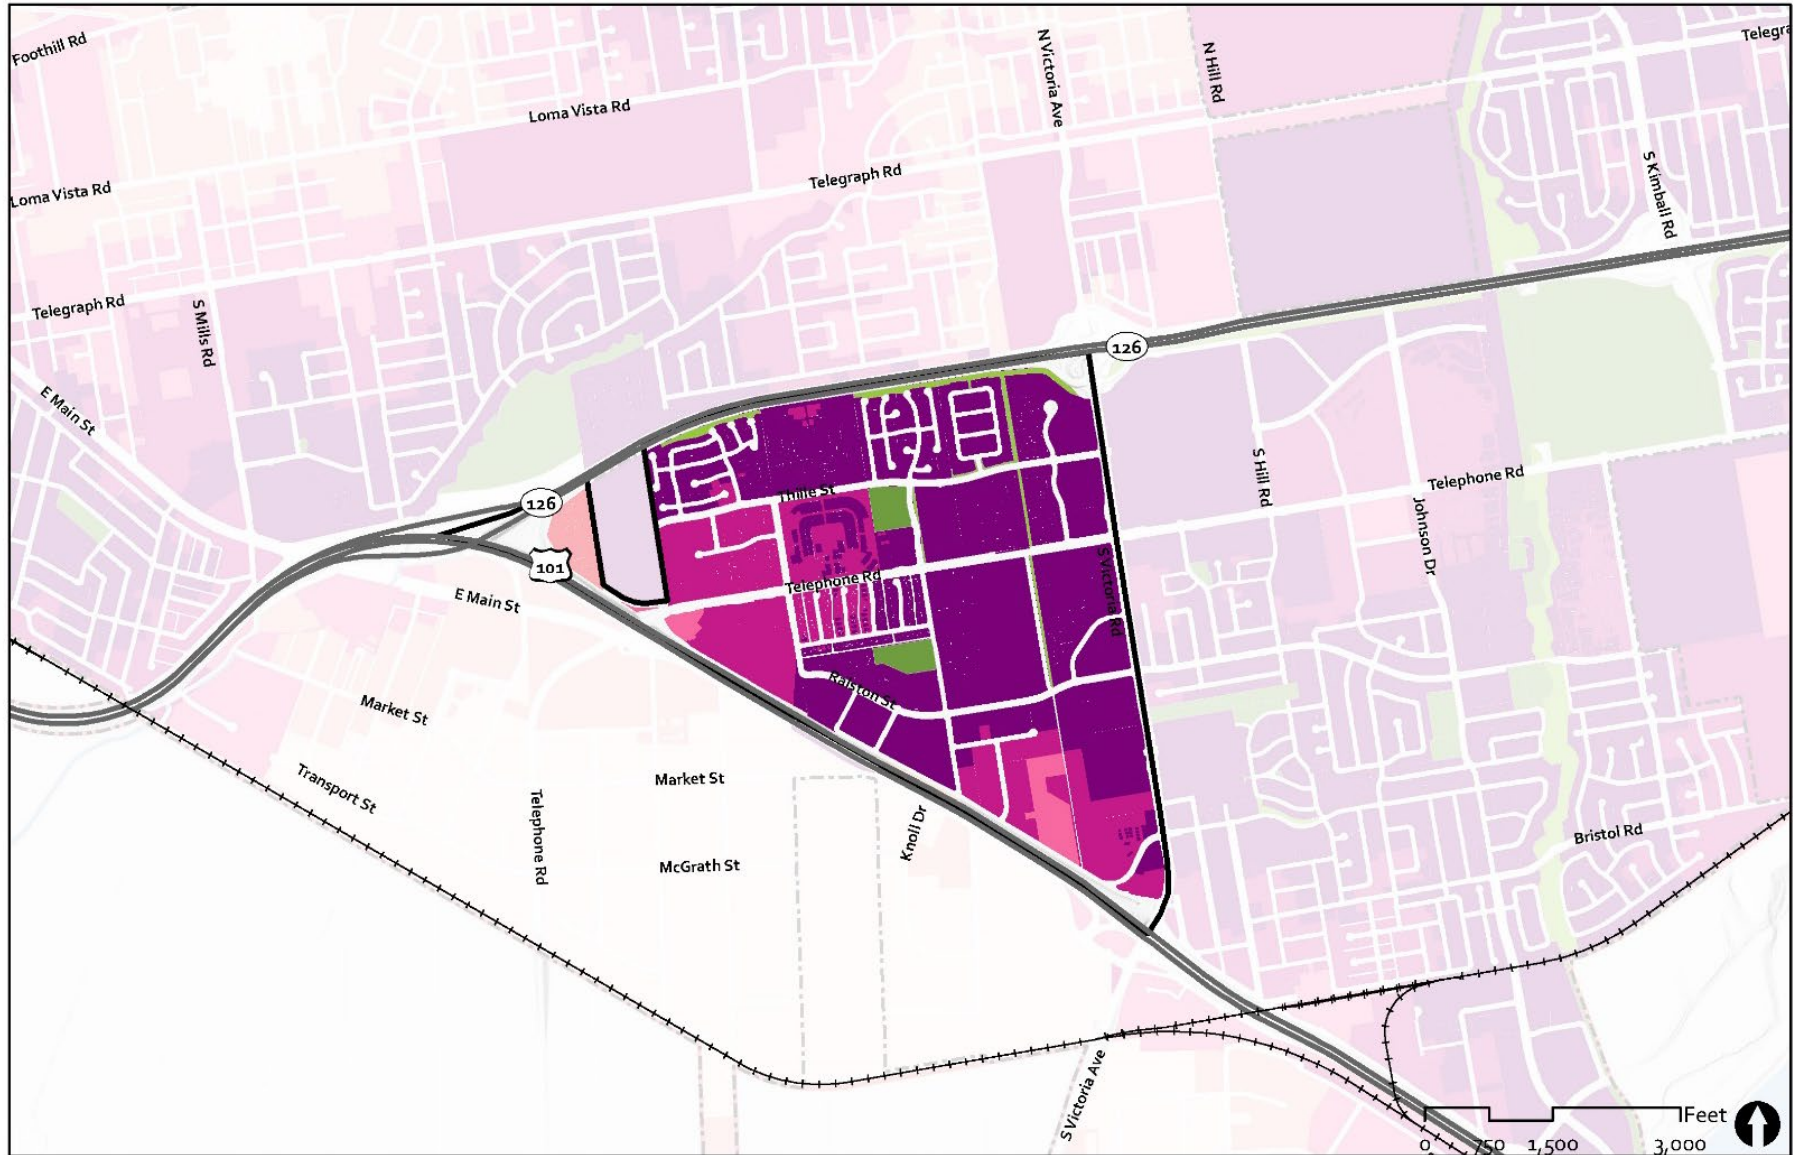 Foothill Rd
N Victoria Ave
N Hill Rd
Telegra
Loma Vista Rd
Loma Vista Rd
Telegraph Rd
S Kimball Rd
Telegraph Rd
S Mills Rd
126
E Main St
Thille St
S Hill Rd
Telephone Rd
126
Johnson Dr
101
Telephone Rd
S Victoria Rd
E Main St
Ralston St
Market St
Transport St
Market St
Telephone Rd
Knoll Dr
Bristol Rd
McGrath St
S Victoria Ave
Feet
0 750 1,500 3,000